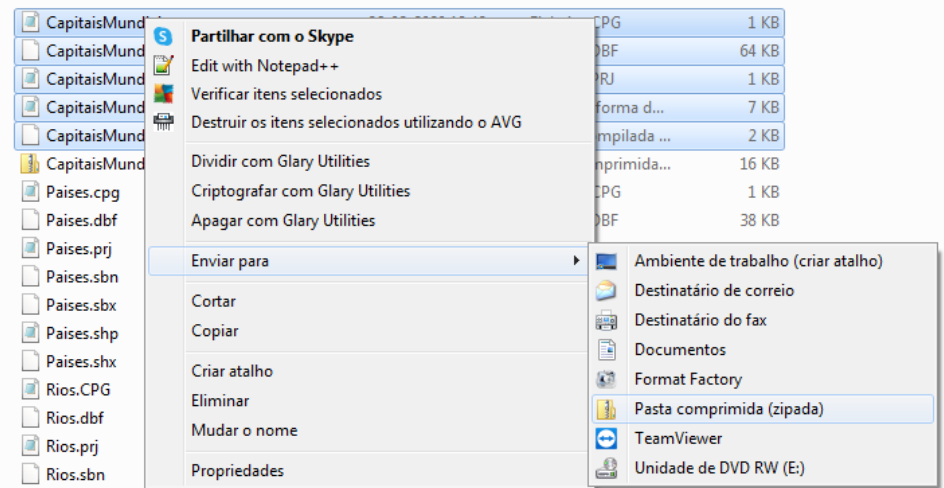 CapitaisMund CPG 1 KB
CapitaisMund DBF 64 KB
CapitaisMund PRJ 1 KB
CapitaisMund forma d... 7 KB
CapitaisMund mpilada ... 2 KB
CapitaisMund mprimida... 16 KB
Paises.cpg CPG 1 KB
Paises.dbf DBF 38 KB
Paises.prj
Paises.sbn
Paises.sbx
Paises.shp
Paises.shx
Rios.CPG
Rios.dbf
Rios.prj
Rios.sbn
Partilhar com o Skype
Edit with Notepad++
Verificar itens selecionados
Destruir os itens selecionados utilizando o AVG
Dividir com Glary Utilities
Criptografar com Glary Utilities
Apagar com Glary Utilities
Enviar para
Cortar
Copiar
Criar atalho
Eliminar
Mudar o nome
Propriedades
Ambiente de trabalho (criar atalho)
Destinatário de correio
Destinatário do fax
Documentos
Format Factory
Pasta comprimida (zipada)
TeamViewer
Unidade de DVD RW (E:)